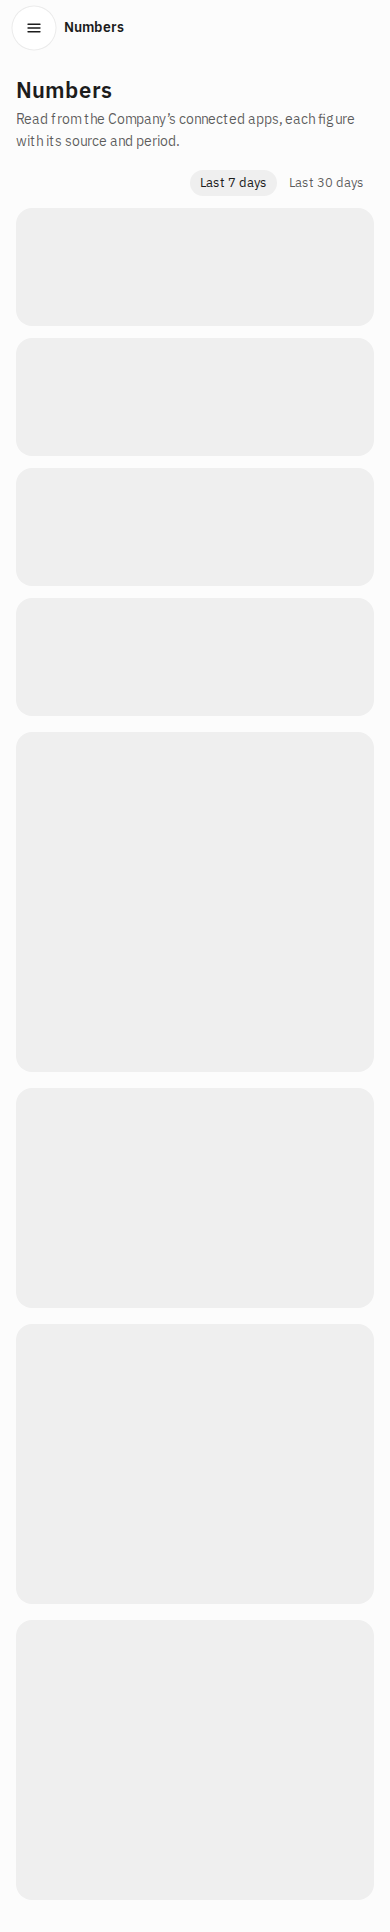 Numbers
Numbers
Read from the Company’s connected apps, each figure
with its source and period.
Last 7 days Last 30 days